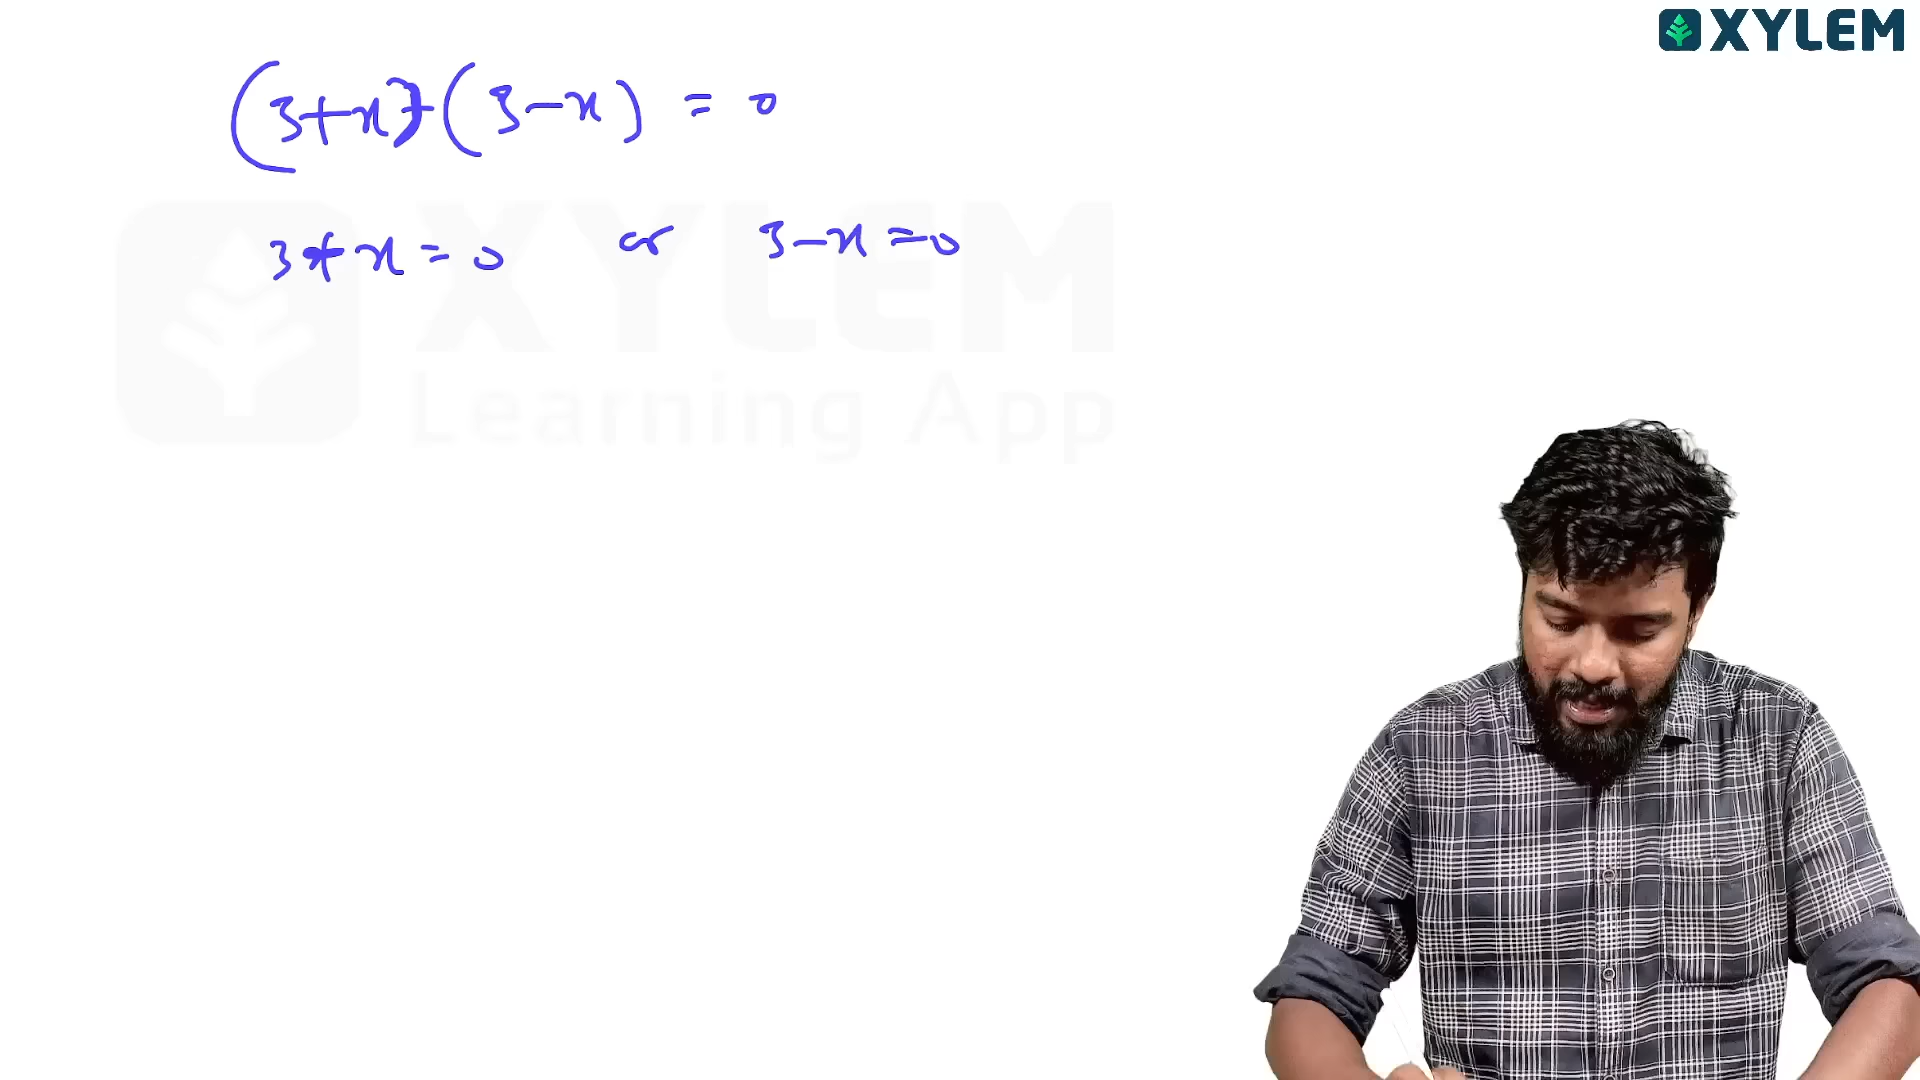 XYLEM
(3+x)(3-x) = 0
3+x=0 or 3-x=0
XYLEM
Learning App